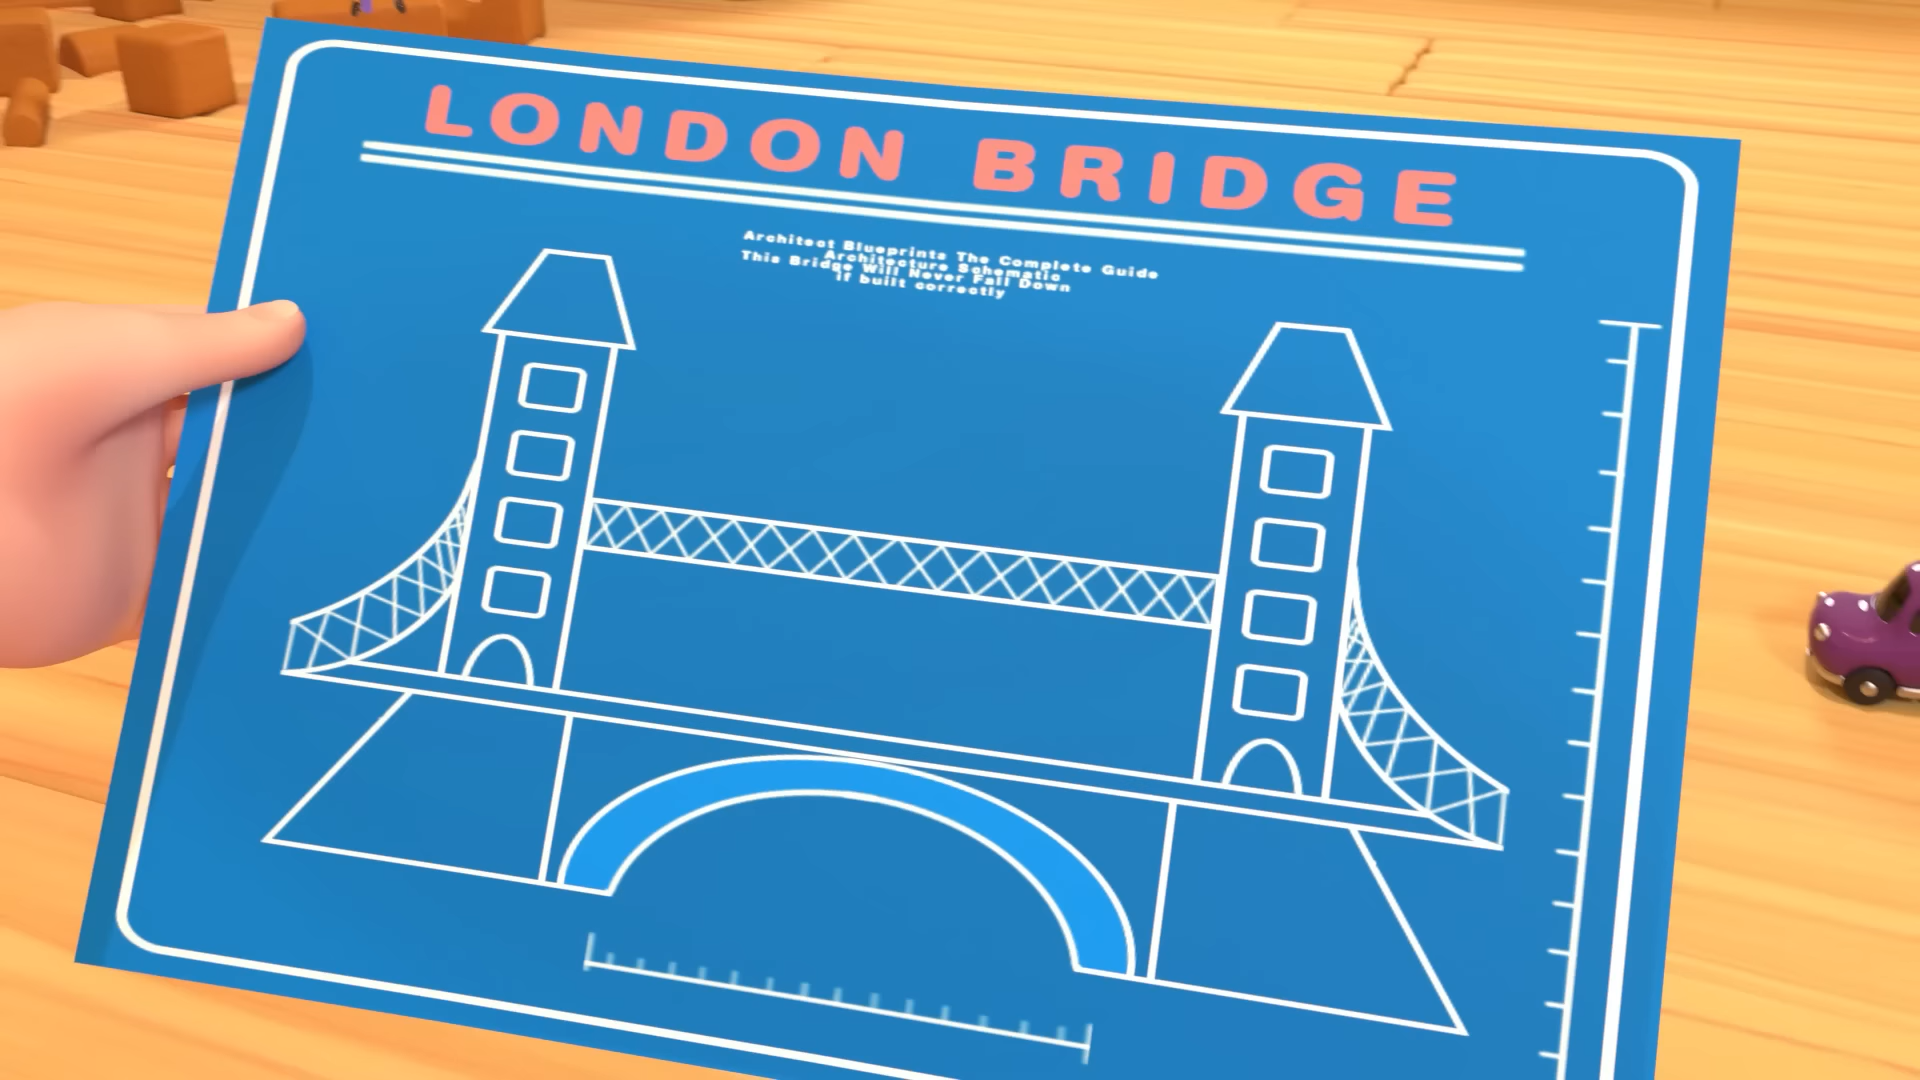 LONDON BRIDGE
Architect Blueprints The Complete Guide
Architecture Schematic
This Bridge Will Never Fall Down
If built correctly